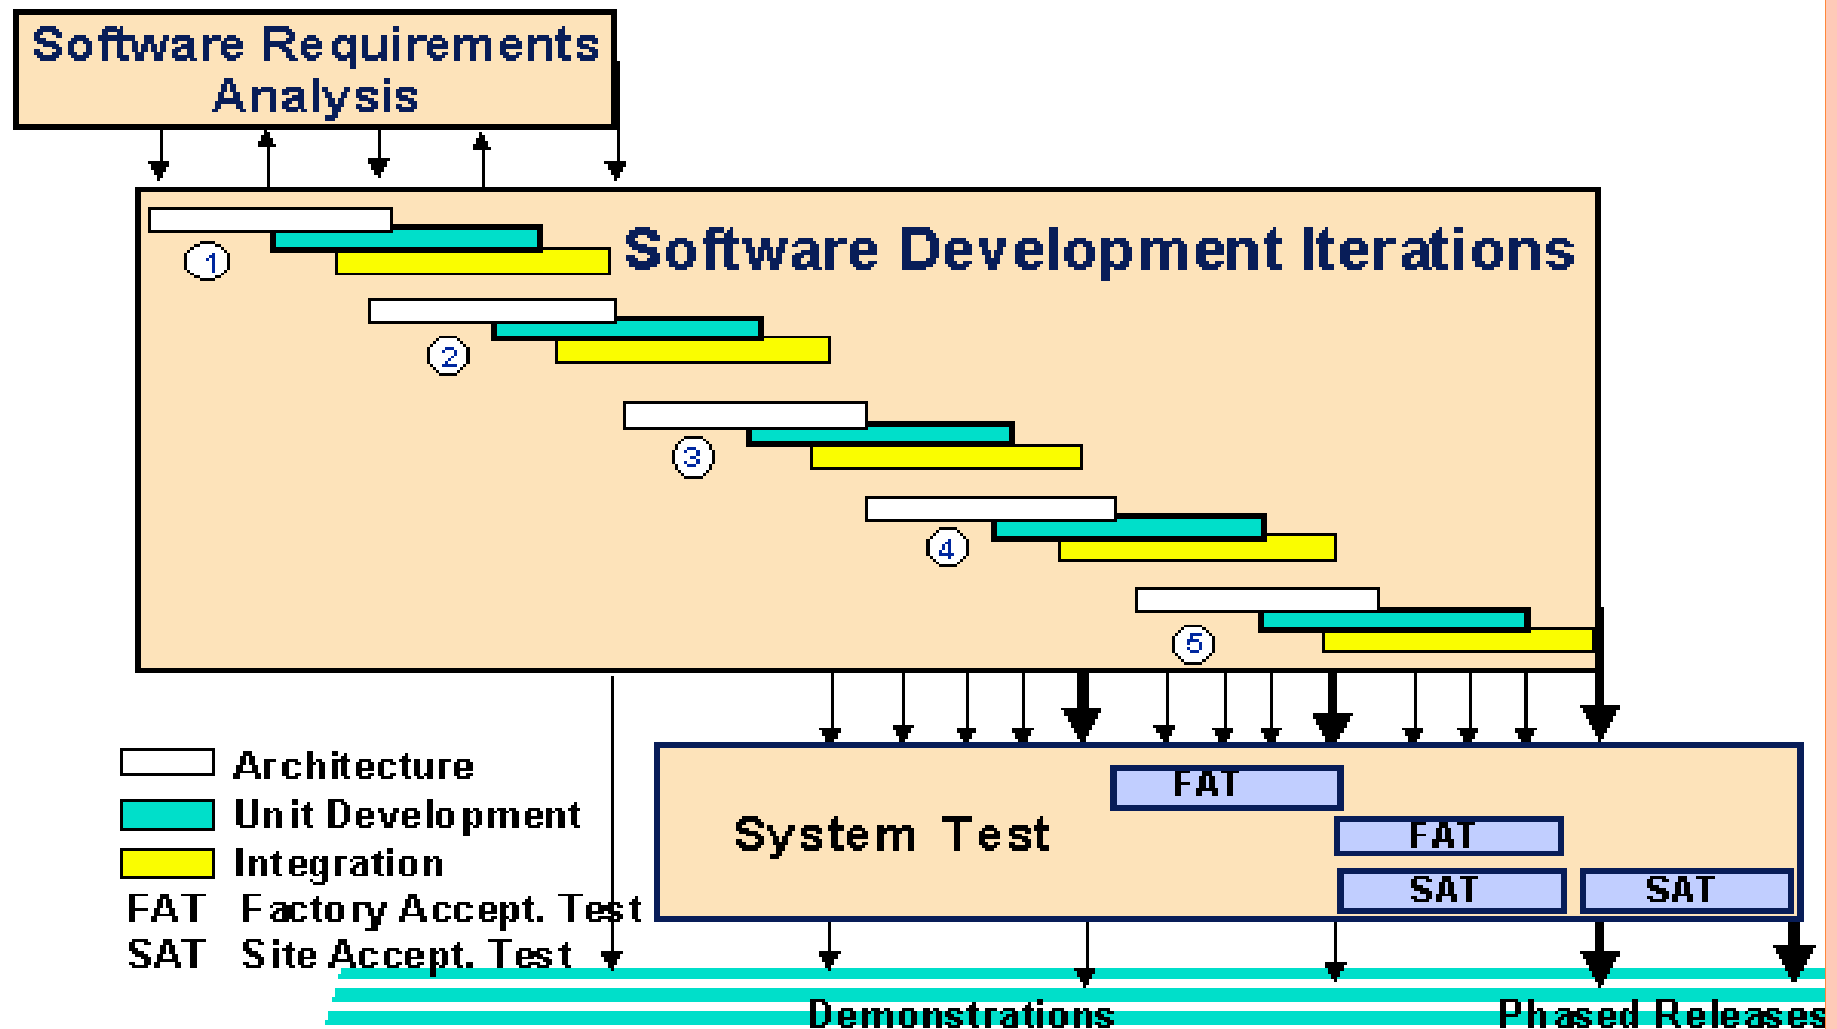 Software Requirements
Analysis
Software Development Iterations
1
2
3
4
5
Architecture
Unit Development
Integration
FAT Factory Accept. Test
SAT Site Accept. Test
System Test
FAT
FAT
SAT
SAT
Demonstrations
Phased Releases